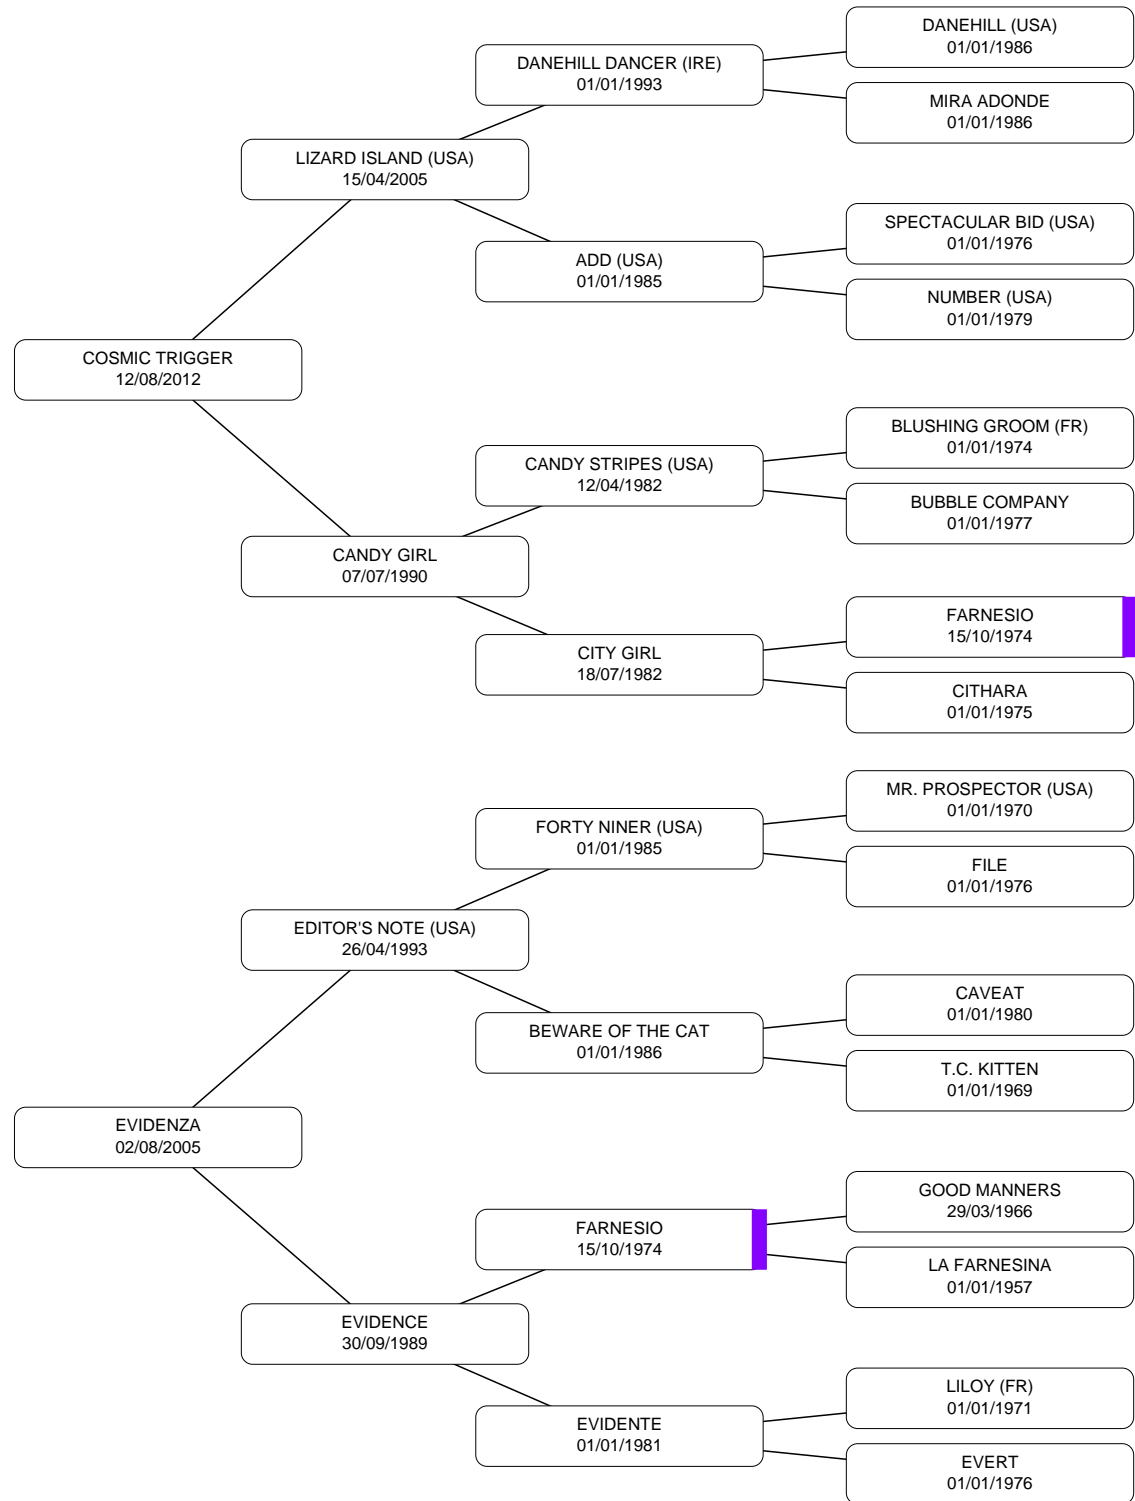 DANEHILL (USA)
01/01/1986
DANEHILL DANCER (IRE)
01/01/1993
MIRA ADONDE
01/01/1986
LIZARD ISLAND (USA)
15/04/2005
SPECTACULAR BID (USA)
01/01/1976
ADD (USA)
01/01/1985
NUMBER (USA)
01/01/1979
COSMIC TRIGGER
12/08/2012
BLUSHING GROOM (FR)
01/01/1974
CANDY STRIPES (USA)
12/04/1982
BUBBLE COMPANY
01/01/1977
CANDY GIRL
07/07/1990
FARNESIO
15/10/1974
CITY GIRL
18/07/1982
CITHARA
01/01/1975
MR. PROSPECTOR (USA)
01/01/1970
FORTY NINER (USA)
01/01/1985
FILE
01/01/1976
EDITOR'S NOTE (USA)
26/04/1993
CAVEAT
01/01/1980
BEWARE OF THE CAT
01/01/1986
T.C. KITTEN
01/01/1969
EVIDENZA
02/08/2005
GOOD MANNERS
29/03/1966
FARNESIO
15/10/1974
LA FARNESINA
01/01/1957
EVIDENCE
30/09/1989
LILOY (FR)
01/01/1971
EVIDENTE
01/01/1981
EVERT
01/01/1976